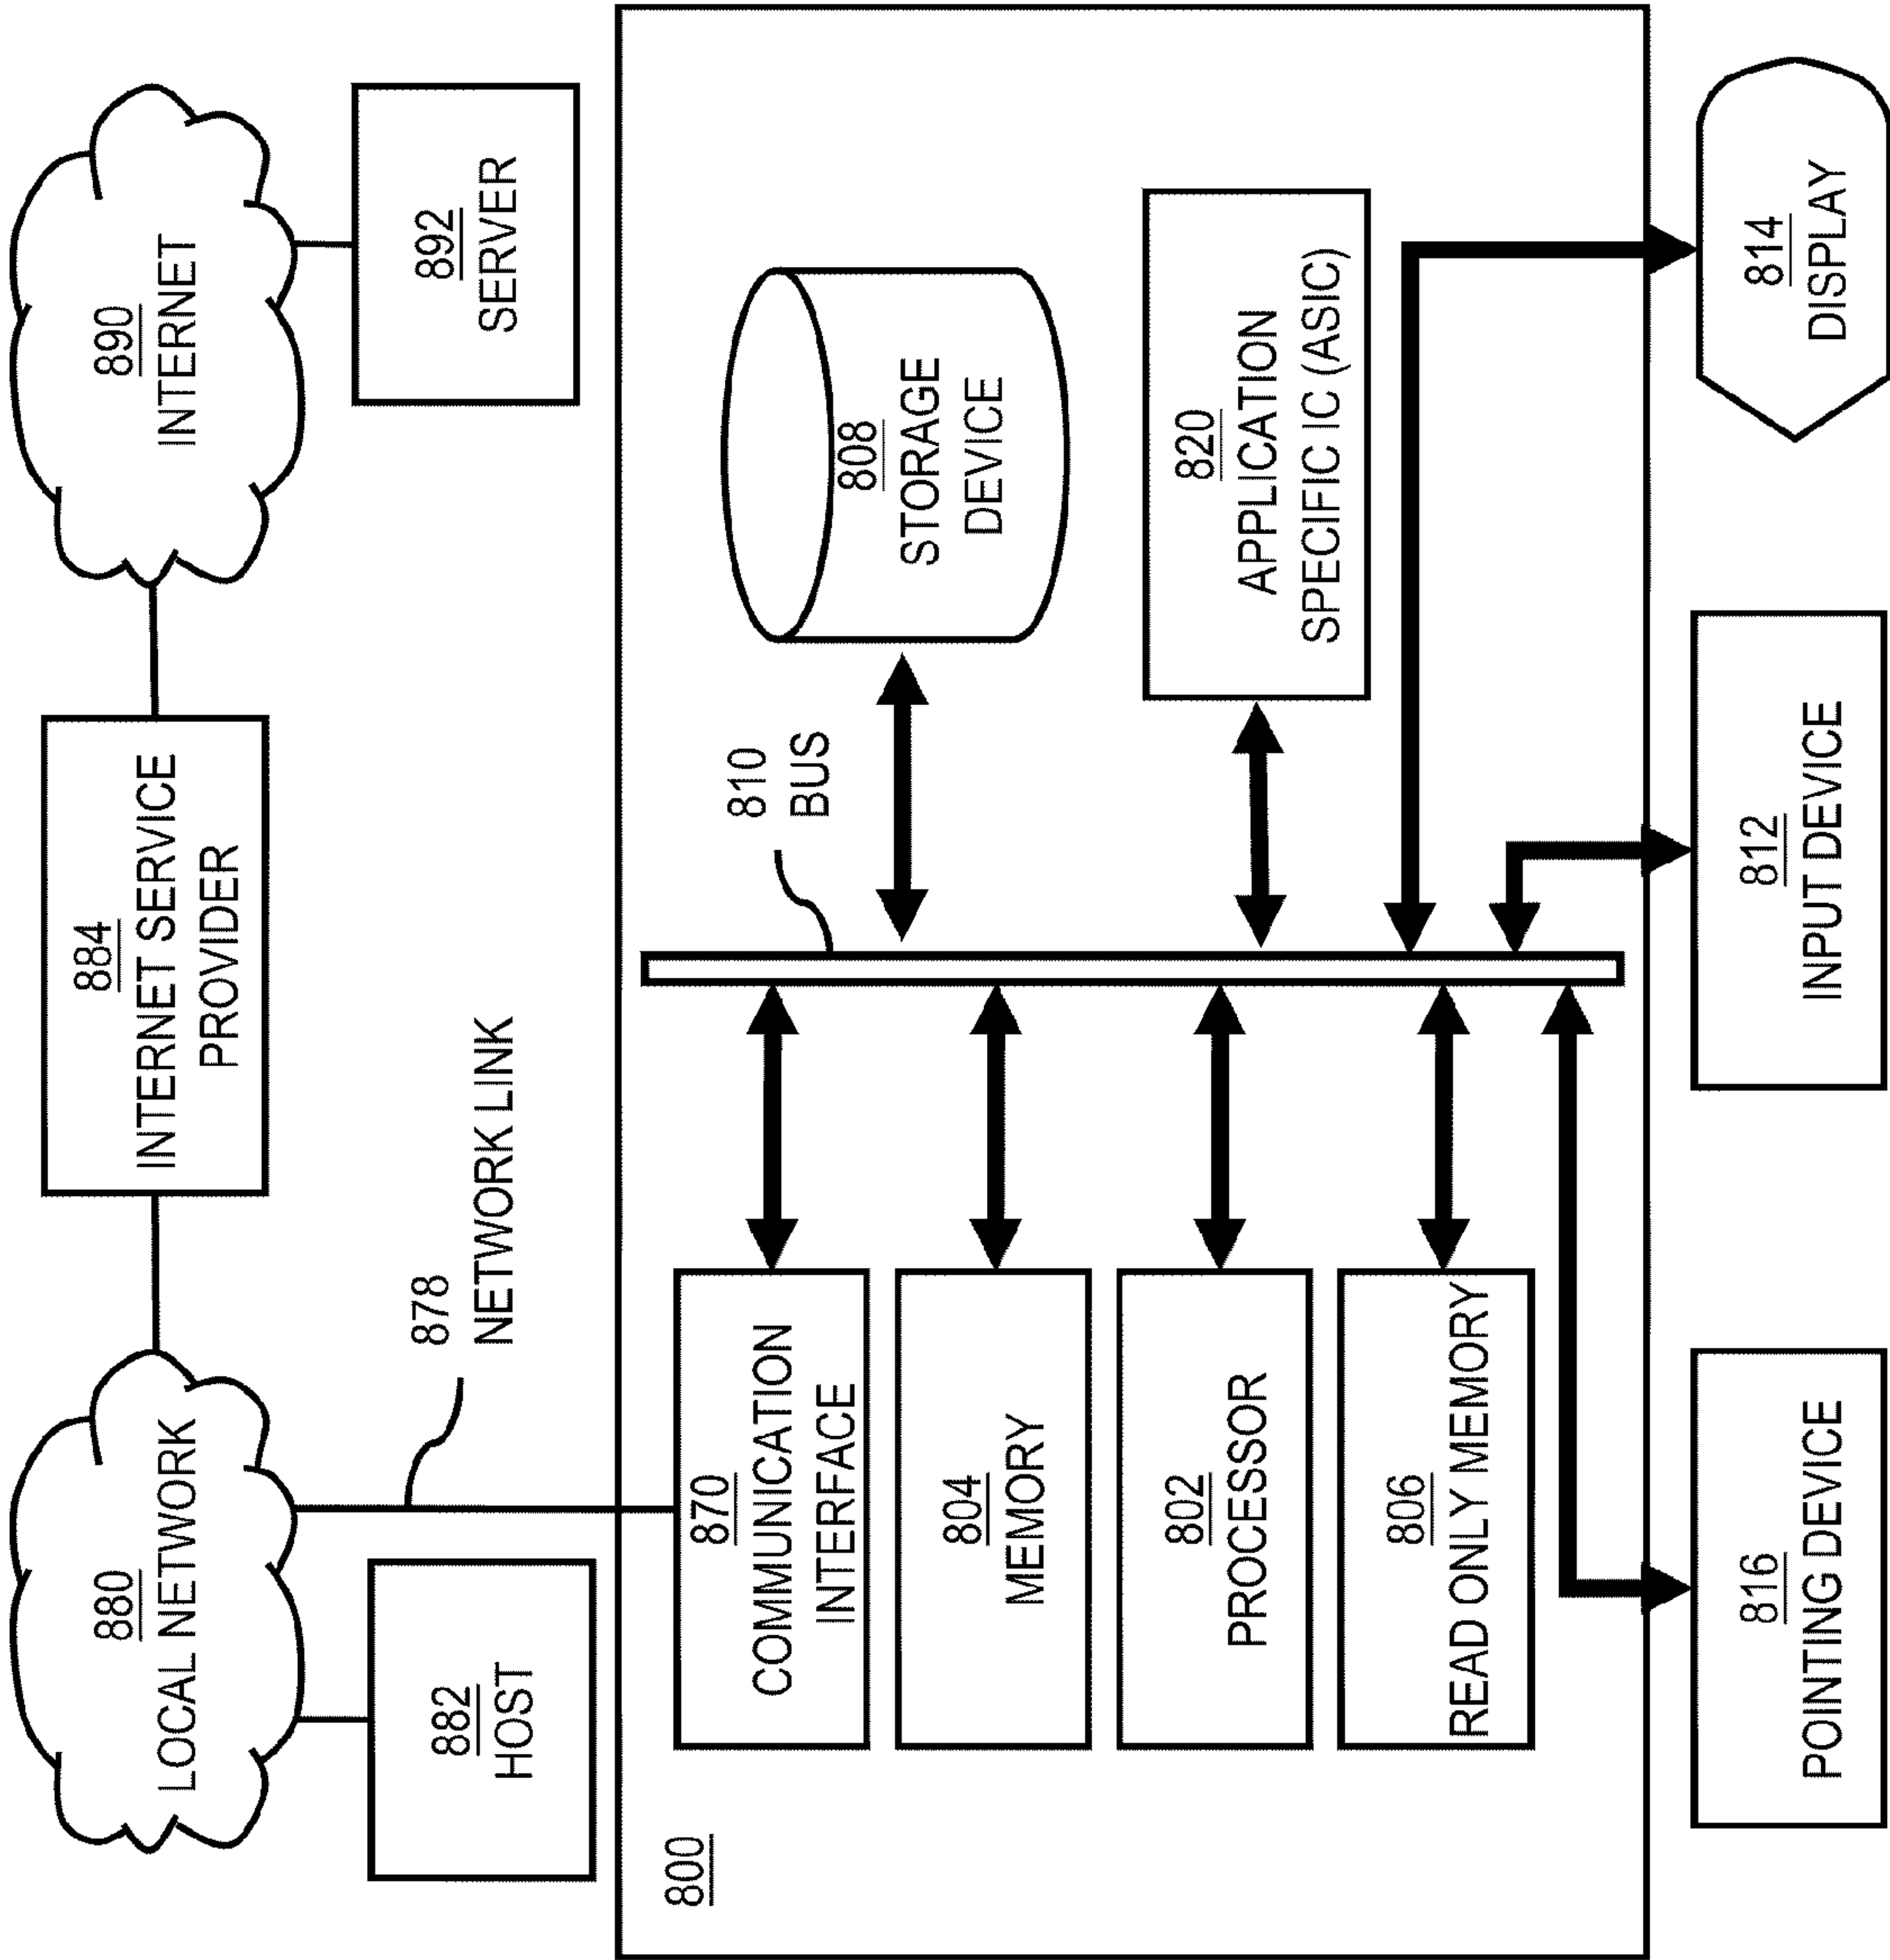 880
LOCAL NETWORK
884
INTERNET SERVICE
PROVIDER
890
INTERNET
882
HOST
878
NETWORK LINK
892
SERVER
800
870
COMMUNICATION
INTERFACE
804
MEMORY
802
PROCESSOR
806
READ ONLY MEMORY
810
BUS
808
STORAGE
DEVICE
820
APPLICATION
SPECIFIC IC (ASIC)
816
POINTING DEVICE
812
INPUT DEVICE
814
DISPLAY